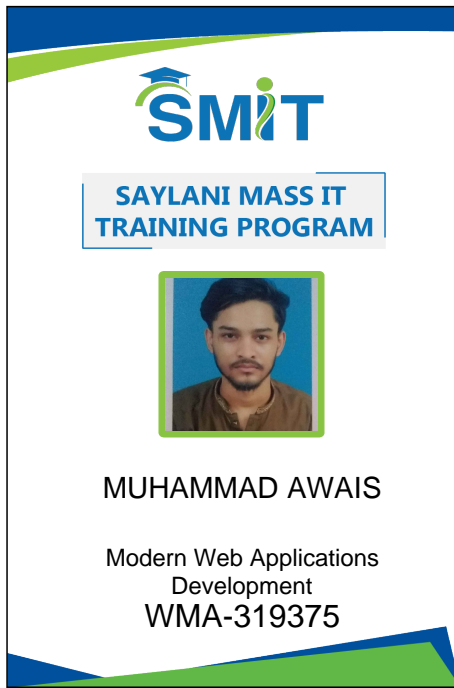 SMIT
SAYLANI MASS IT
TRAINING PROGRAM
MUHAMMAD AWAIS
Modern Web Applications
Development
WMA-319375